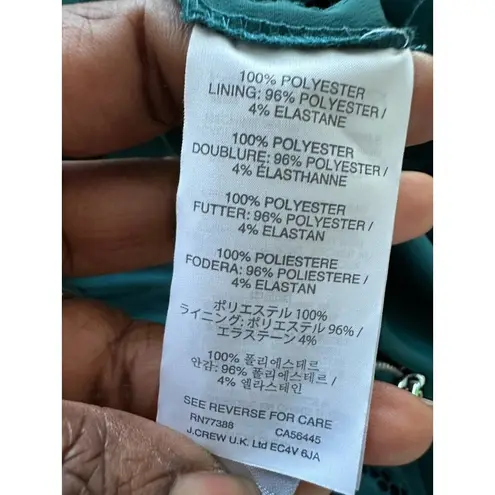 100% POLYESTER
LINING: 96% POLYESTER /
4% ELASTANE
100% POLYESTER
DOUBLURE: 96% POLYESTER /
4% ÉLASTHANNE
100% POLYESTER
FUTTER: 96% POLYESTER /
4% ELASTAN
100% POLIESTERE
FODERA: 96% POLIESTERE /
4% ELASTAN
ポリエステル 100%
ライニング: ポリエステル 96% /
エラステーン 4%
100% 폴리에스테르
안감: 96% 폴리에스테르 /
4% 엘라스테인
SEE REVERSE FOR CARE
RN77388 CA56445
J.CREW U.K. Ltd EC4V 6JA